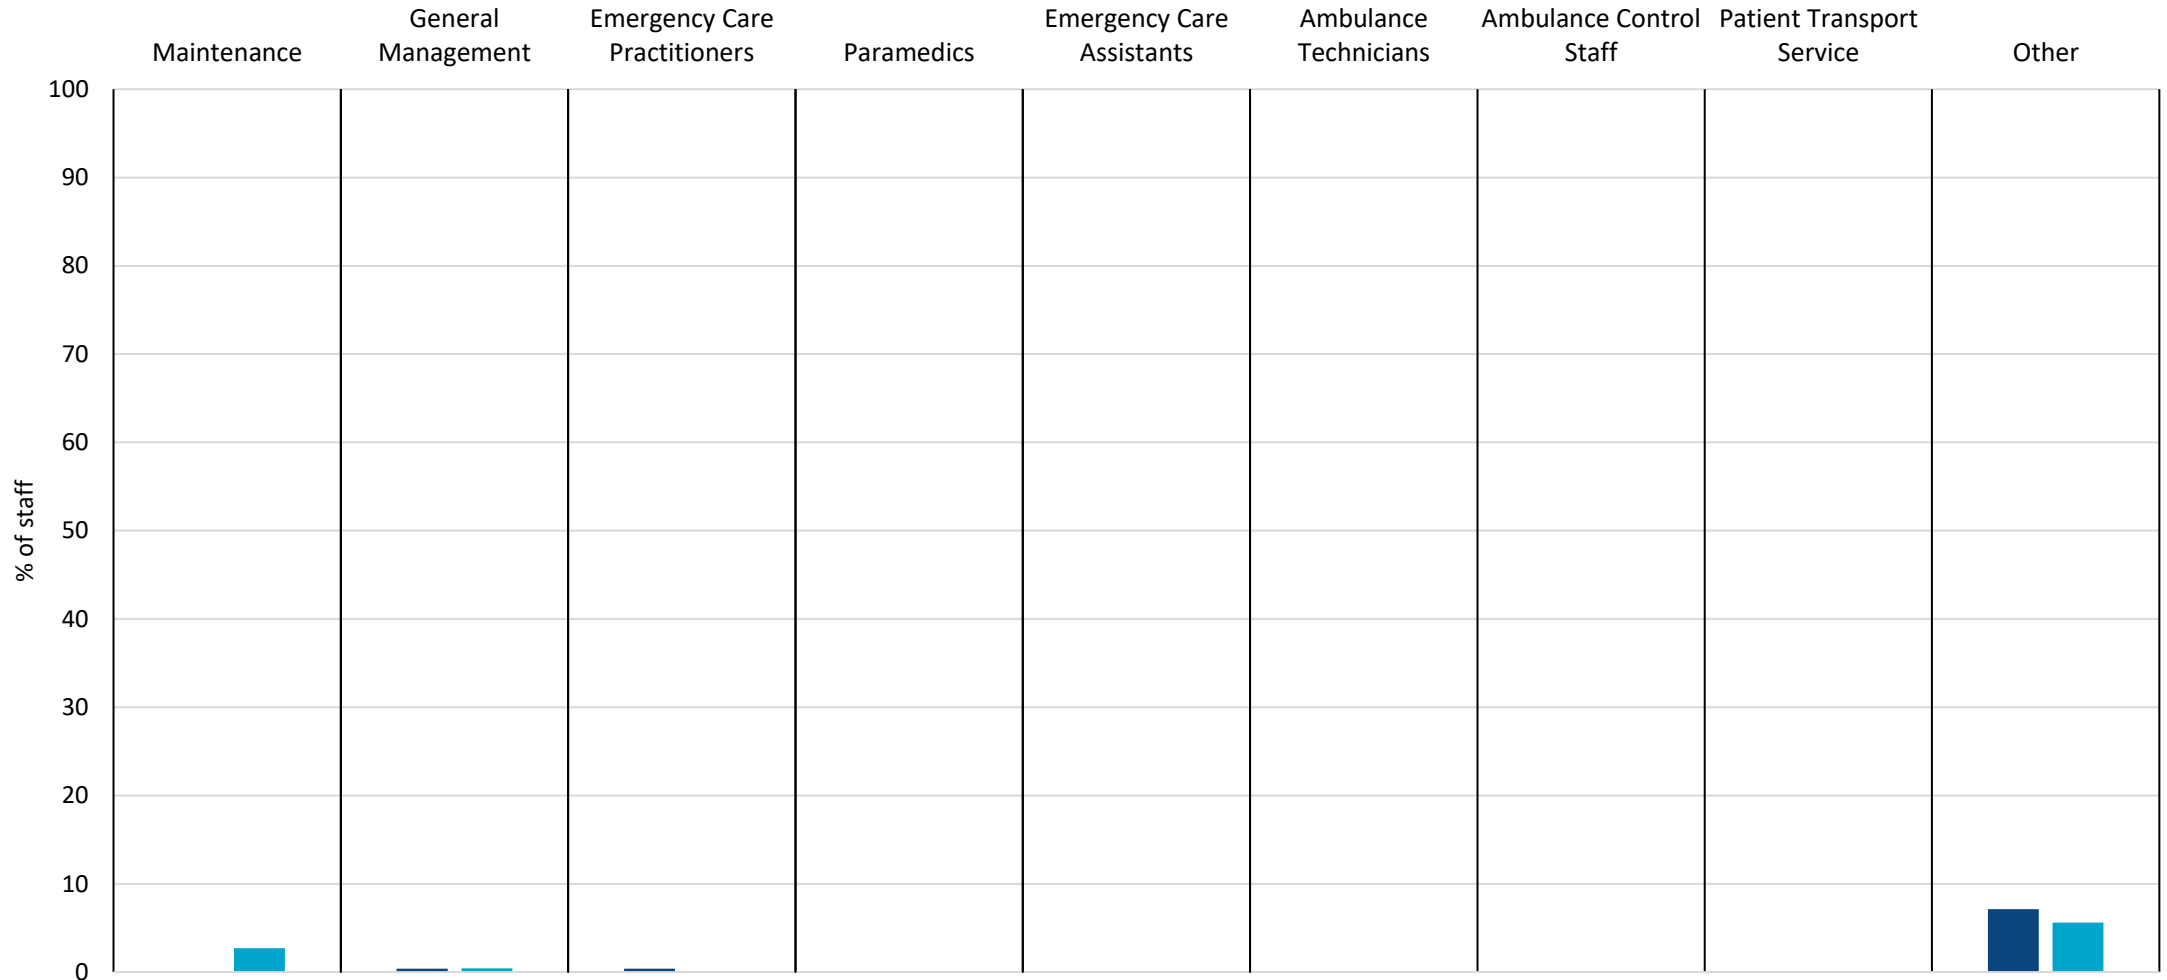 Maintenance
General
Management
Emergency Care
Practitioners
Paramedics
Emergency Care
Assistants
Ambulance
Technicians
Ambulance Control
Staff
Patient Transport
Service
Other
% of staff
100
90
80
70
60
50
40
30
20
10
0